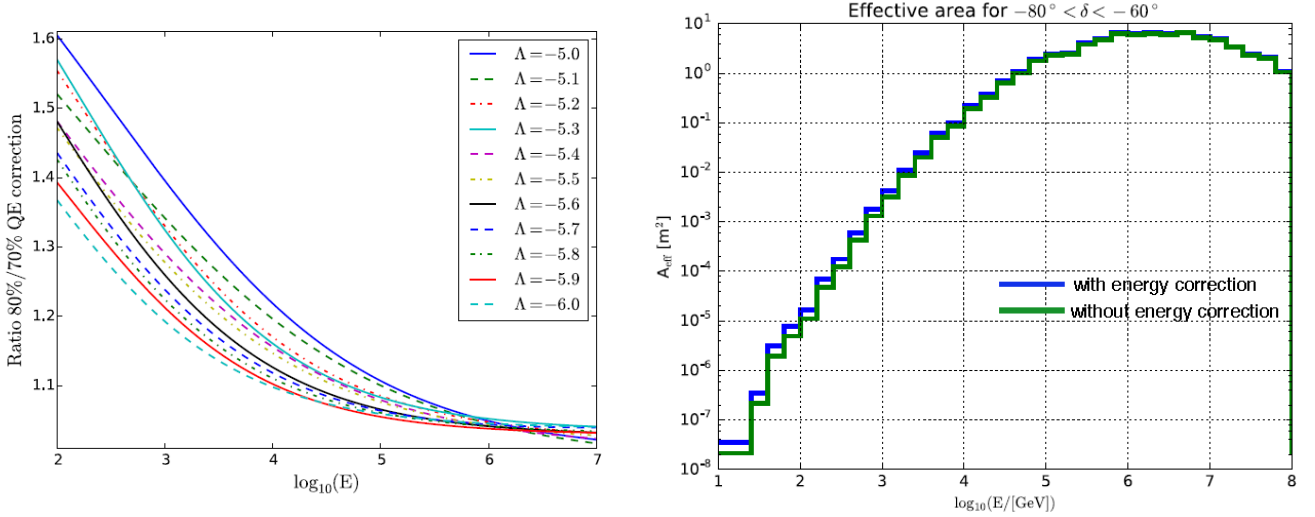 1.6
1.5
1.4
1.3
1.2
1.1
Ratio 80%/70% QE correction
2 3 4 5 6 7
log₁₀(E)
Λ=−5.0
Λ=−5.1
Λ=−5.2
Λ=−5.3
Λ=−5.4
Λ=−5.5
Λ=−5.6
Λ=−5.7
Λ=−5.8
Λ=−5.9
Λ=−6.0
Effective area for −80° < δ < −60°
10¹
10⁰
10⁻¹
10⁻²
10⁻³
10⁻⁴
10⁻⁵
10⁻⁶
10⁻⁷
10⁻⁸
A_eff [m²]
with energy correction
without energy correction
1 2 3 4 5 6 7 8
log₁₀(E/[GeV])